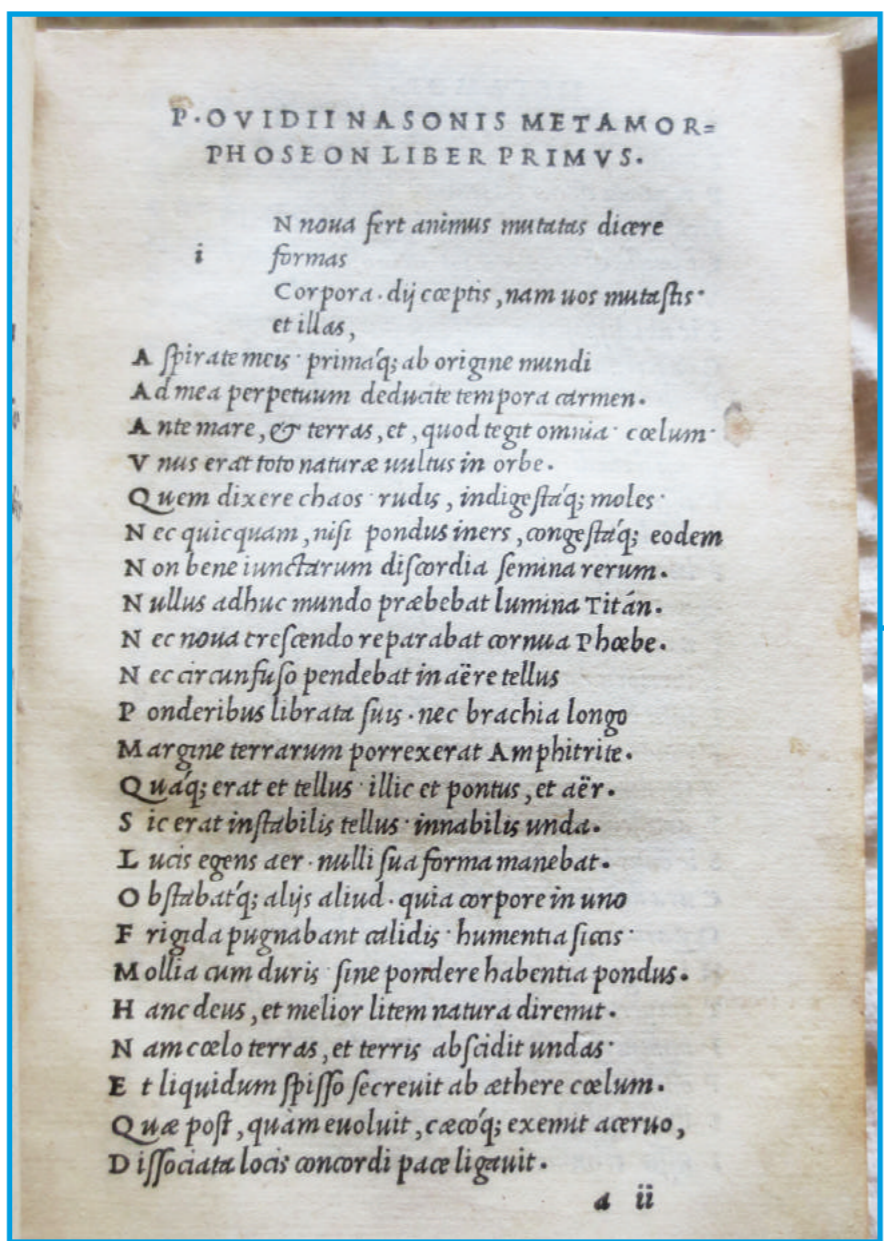 P·OVIDII NASONIS METAMOR=
PHOSEON LIBER PRIMVS.
N noua fert animus mutatas dicere
i formas
Corpora· dij cœptis, nam uos mutaſtis·
et illas,
A ſpirate meis· primaq́; ab origine mundi
Ad mea perpetuum deducite tempora carmen.
A nte mare, & terras, et, quod tegit omnia· cœlum·
V nus erat toto naturæ uultus in orbe.
Q uem dixere chaos· rudis, indigeſtaq́; moles·
N ec quicquam, niſi pondus iners, congeſtaq́; eodem
N on bene iunctarum diſcordia ſemina rerum.
N ullus adhuc mundo præbebat lumina Titán.
N ec noua creſcendo reparabat cornua Phœbe.
N ec circunfuſo pendebat in aëre tellus
P onderibus librata ſuis· nec brachia longo
M argine terrarum porrexerat Amphitrite.
Q uáq; erat et tellus· illic et pontus, et aër.
S ic erat inſtabilis tellus· innabilis unda.
L ucis egens aer· nulli ſua forma manebat.
O bſtabatq́; alijs aliud· quia corpore in uno
F rigida pugnabant calidis· humentia ſiccis·
M ollia cum duris· ſine pondere habentia pondus.
H anc deus, et melior litem natura diremit.
N am cœlo terras, et terris abſcidit undas·
E t liquidum ſpiſſo ſecreuit ab æthere cœlum.
Q uæ poſt, quàm euoluit, cæcoq́; exemit aceruo,
D iſſociata locis concordi pace ligauit.
a ii